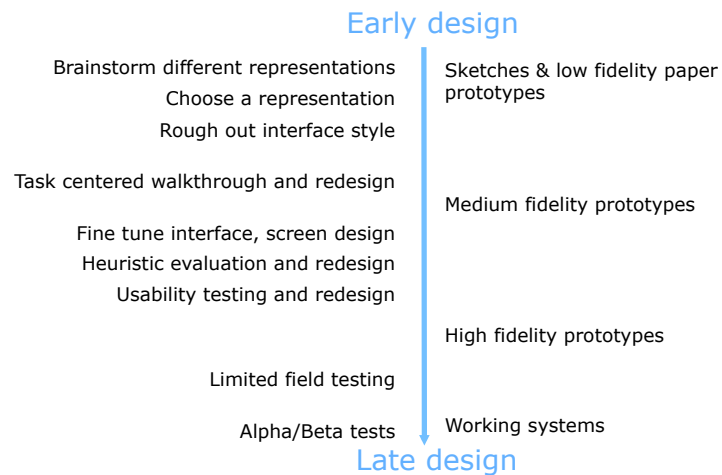 Early design
Brainstorm different representations
Choose a representation
Rough out interface style
Task centered walkthrough and redesign
Fine tune interface, screen design
Heuristic evaluation and redesign
Usability testing and redesign
Limited field testing
Alpha/Beta tests
Sketches & low fidelity paper
prototypes
Medium fidelity prototypes
High fidelity prototypes
Working systems
Late design